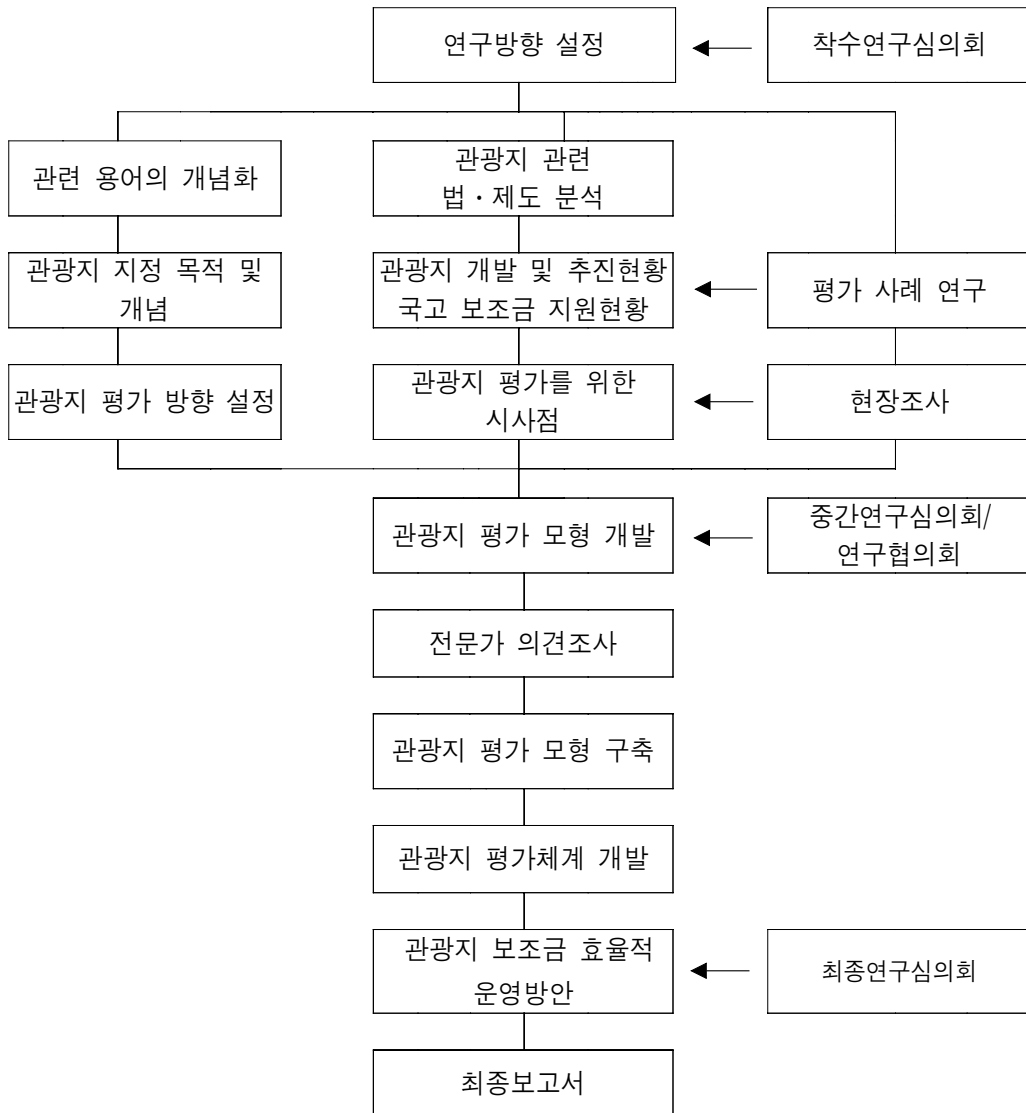 연구방향 설정
착수연구심의회
관련 용어의 개념화
관광지 관련
법·제도 분석
관광지 지정 목적 및
개념
관광지 개발 및 추진현황
국고 보조금 지원현황
평가 사례 연구
관광지 평가 방향 설정
관광지 평가를 위한
시사점
현장조사
관광지 평가 모형 개발
중간연구심의회/
연구협의회
전문가 의견조사
관광지 평가 모형 구축
관광지 평가체계 개발
관광지 보조금 효율적
운영방안
최종연구심의회
최종보고서